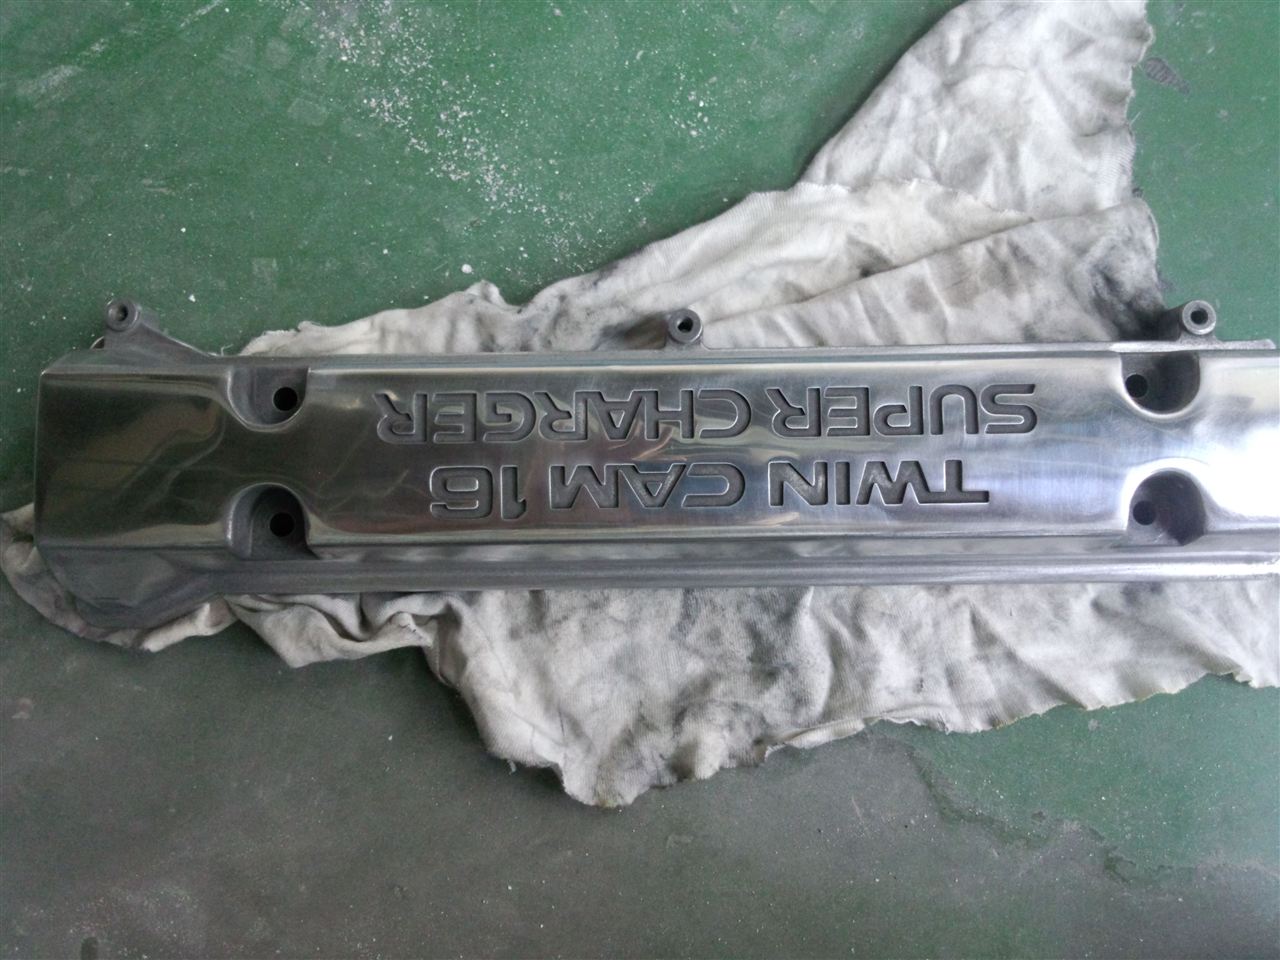 TWIN CAM 16
SUPER CHARGER